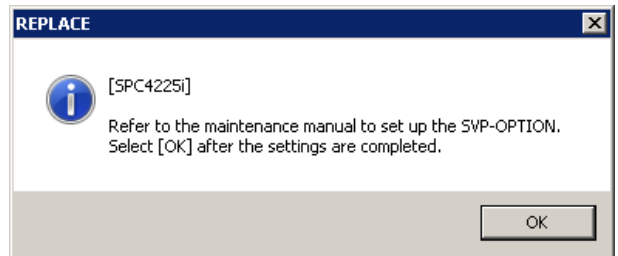 REPLACE
[SPC4225i]
Refer to the maintenance manual to set up the SVP-OPTION.
Select [OK] after the settings are completed.
OK